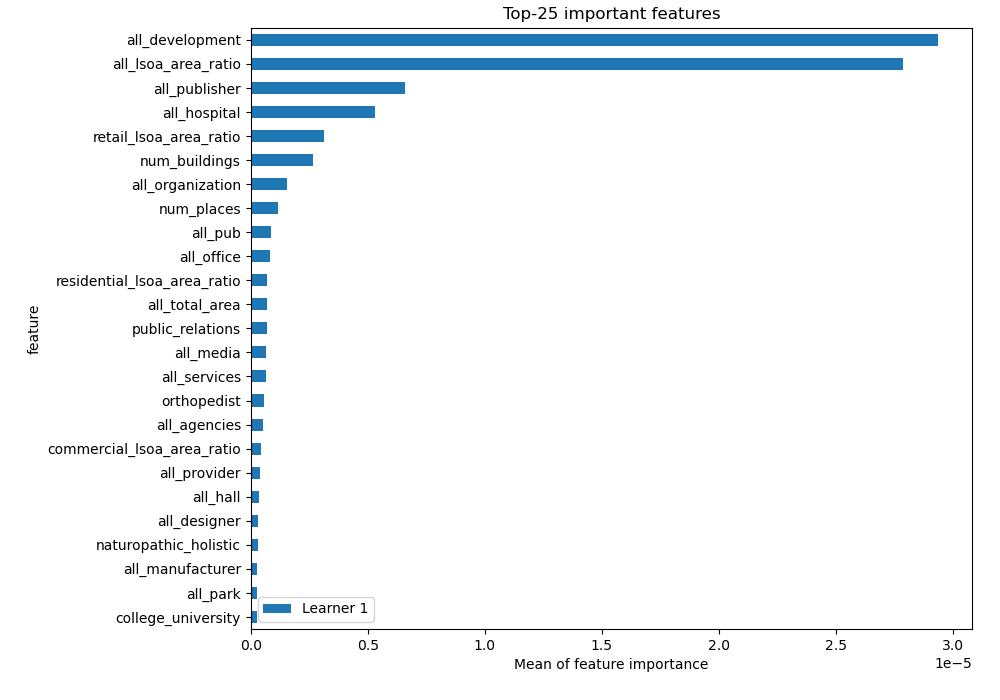 Top-25 important features
all_development
all_lsoa_area_ratio
all_publisher
all_hospital
retail_lsoa_area_ratio
num_buildings
all_organization
num_places
all_pub
all_office
residential_lsoa_area_ratio
all_total_area
public_relations
all_media
all_services
orthopedist
all_agencies
commercial_lsoa_area_ratio
all_provider
all_hall
all_designer
naturopathic_holistic
all_manufacturer
all_park
college_university
feature
Learner 1
0.0 0.5 1.0 1.5 2.0 2.5 3.0
1e−5
Mean of feature importance